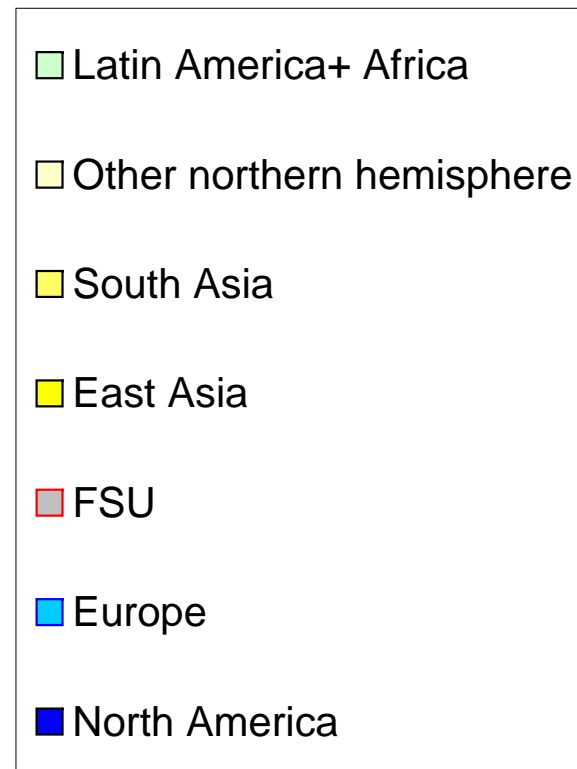 Latin America+ Africa
Other northern hemisphere
South Asia
East Asia
FSU
Europe
North America